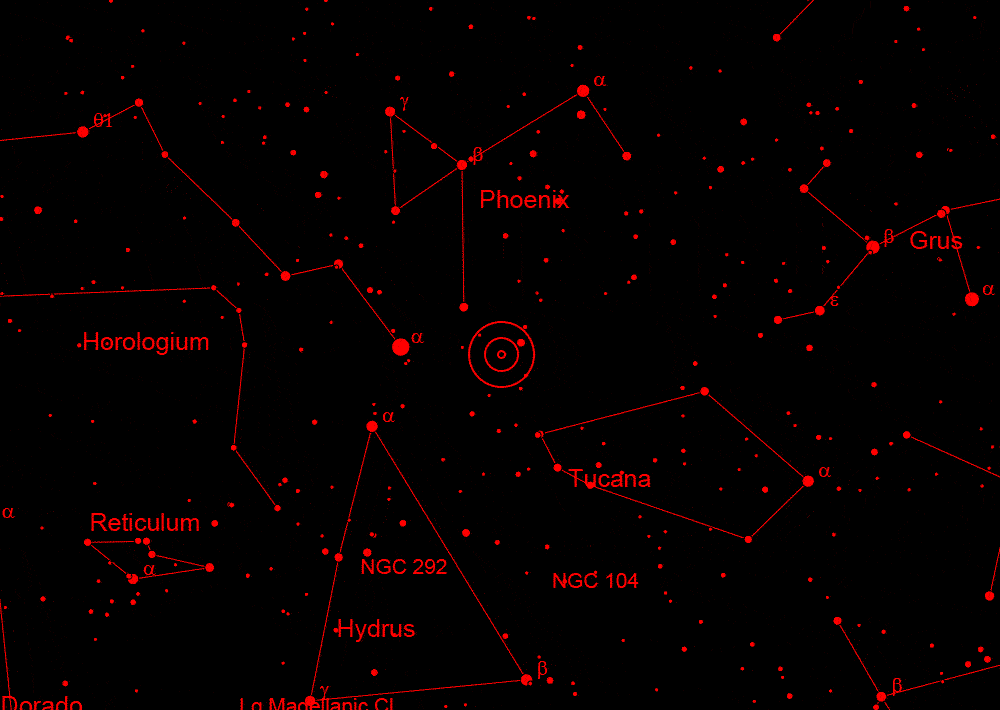 α
γ
θ1
β
Phoenix
β
Grus
α
ε
α
Horologium
α
α
Tucana
α
Reticulum
α
NGC 292
NGC 104
Hydrus
β
γ
β
Dorado
Lg Magellanic Cl